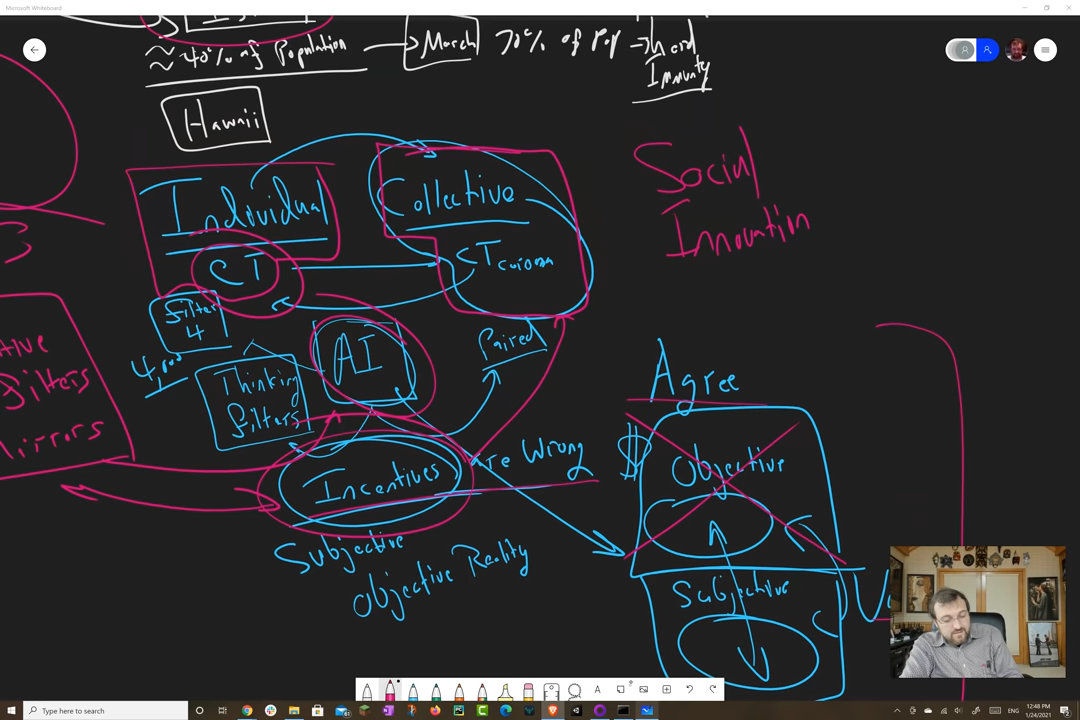 Microsoft Whiteboard
≈ 40% of Population
March
70% of Pop
Herd
Immunity
Hawaii
Individual
CT
Collective
CT
Social
Innovation
Filter
4
4,000
Thinking
filters
AI
Paired
Agree
Incentives
Wrong
$
Objective
Subjective
Subjective
Objective Reality
Filters
Mirrors
Type here to search
12:48 PM
1/24/2021